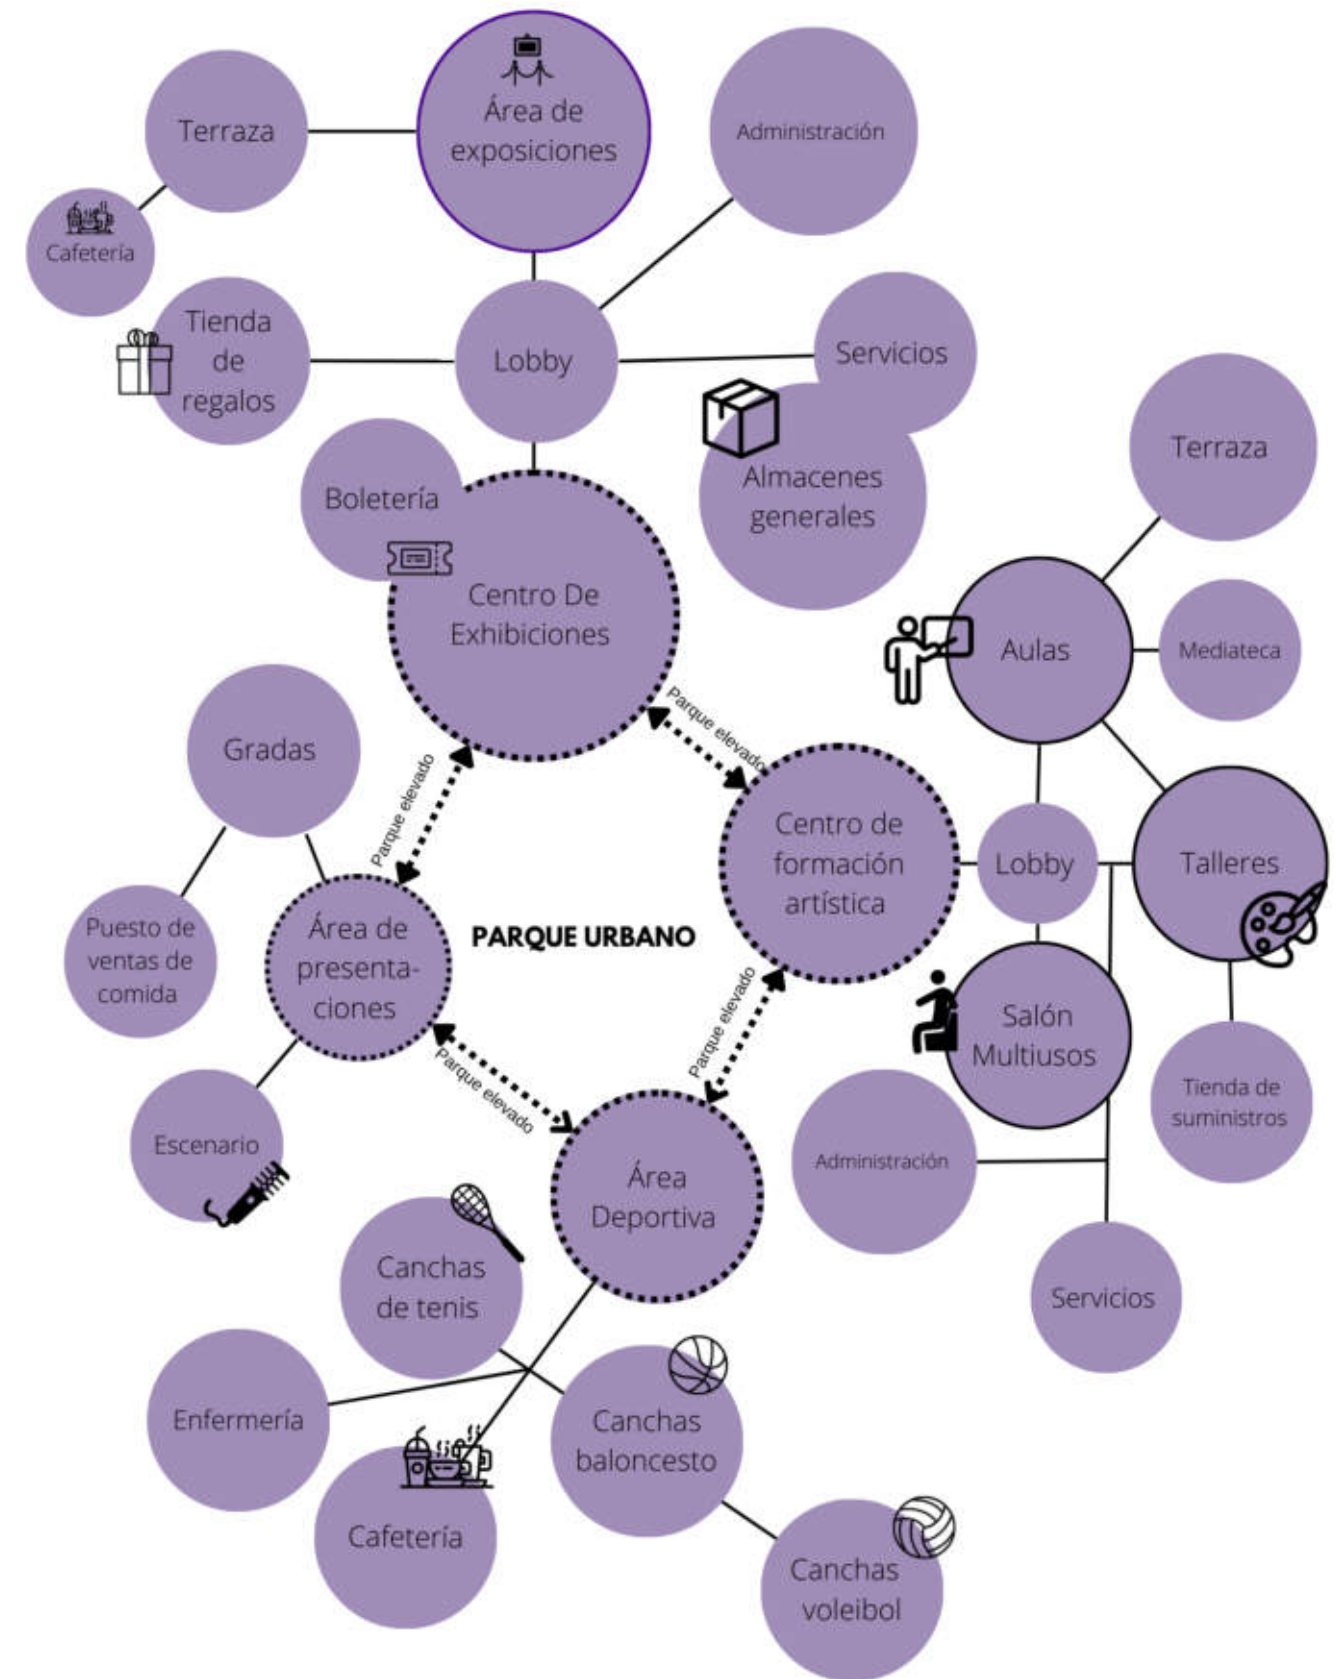 Área de
exposiciones
Terraza
Administración
Cafetería
Tienda
de
regalos
Lobby
Servicios
Almacenes
generales
Boletería
Centro De
Exhibiciones
Terraza
Aulas
Mediateca
Parque elevado
Parque elevado
Gradas
Centro de
formación
artística
Lobby
Talleres
Puesto de
ventas de
comida
Área de
presenta-
ciones
PARQUE URBANO
Parque elevado
Parque elevado
Salón
Multiusos
Tienda de
suministros
Escenario
Administración
Área
Deportiva
Servicios
Canchas
de tenis
Enfermería
Canchas
baloncesto
Cafetería
Canchas
voleibol